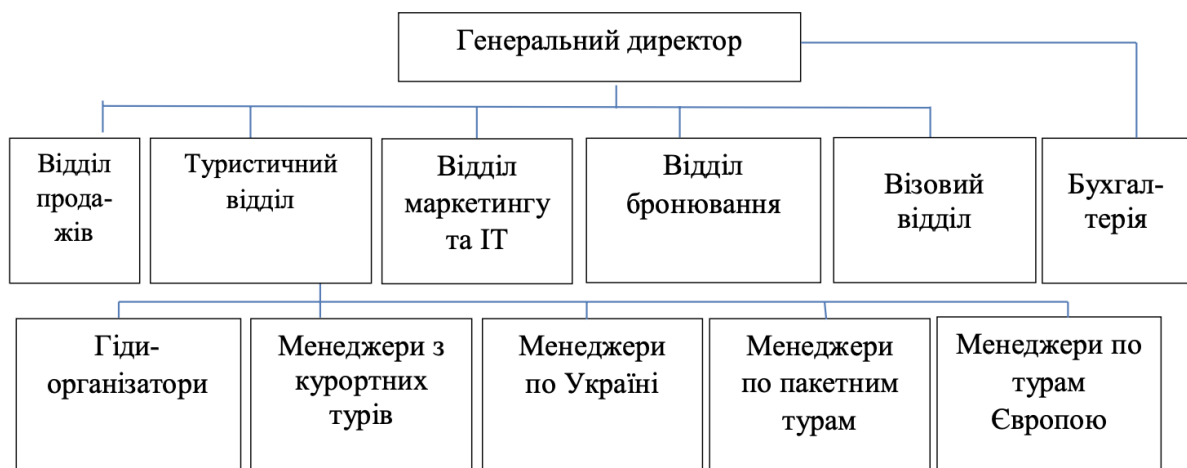 Генеральний директор
Відділ
прода-
жів
Туристичний
відділ
Відділ
маркетингу
та ІТ
Відділ
бронювання
Візовий
відділ
Бухгал-
терія
Гіди-
організатори
Менеджери з
курортних
турів
Менеджери
по Україні
Менеджери
по пакетним
турам
Менеджери по
турам
Європою